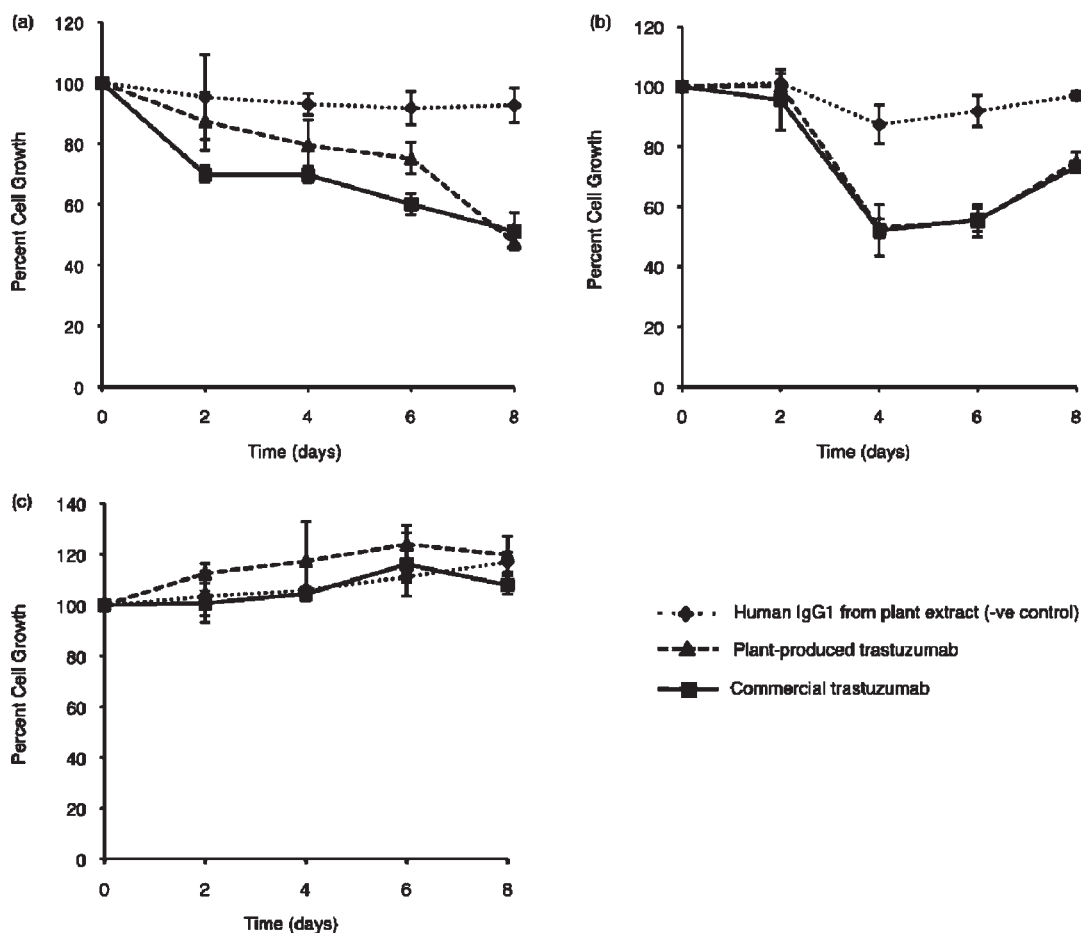 (a)
120
100
80
60
40
20
0
Percent Cell Growth
0 2 4 6 8
Time (days)
(b)
120
100
80
60
40
20
0
Percent Cell Growth
0 2 4 6 8
Time (days)
(c)
140
120
100
80
60
40
20
0
Percent Cell Growth
0 2 4 6 8
Time (days)
Human IgG1 from plant extract (-ve control)
Plant-produced trastuzumab
Commercial trastuzumab